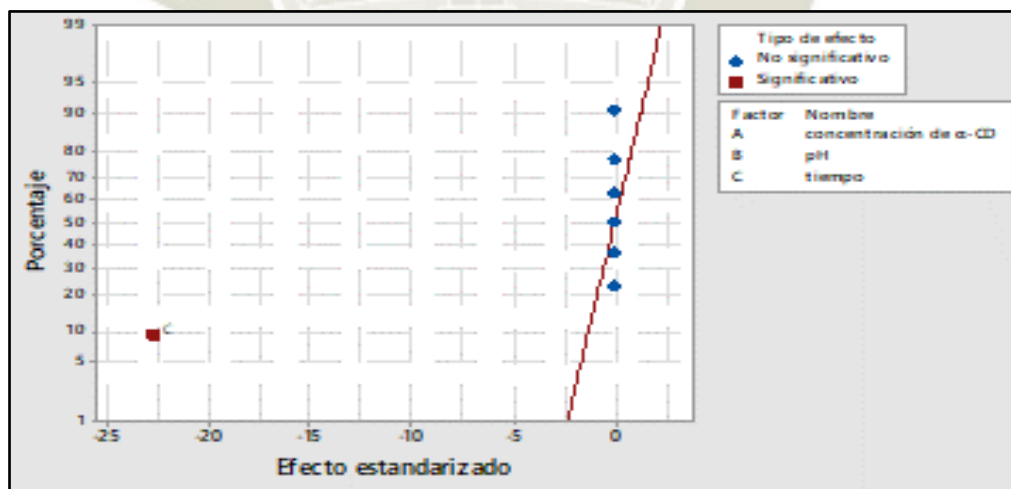 99
95
90
80
70
60
50
40
30
20
10
5
1
Porcentaje
C
-25 -20 -15 -10 -5 0
Efecto estandarizado
Tipo de efecto
No significativo
Significativo
Factor Nombre
A concentración de α-CD
B pH
C tiempo